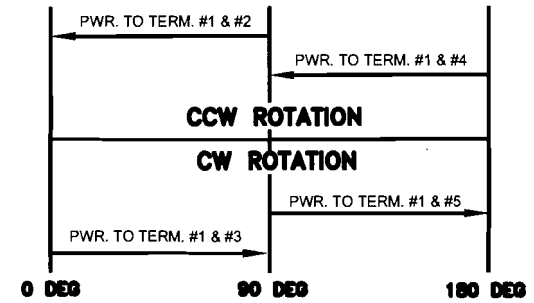 PWR. TO TERM. #1 & #2
PWR. TO TERM. #1 & #4
CCW ROTATION
CW ROTATION
PWR. TO TERM. #1 & #5
PWR. TO TERM. #1 & #3
0 DEG 90 DEG 180 DEG